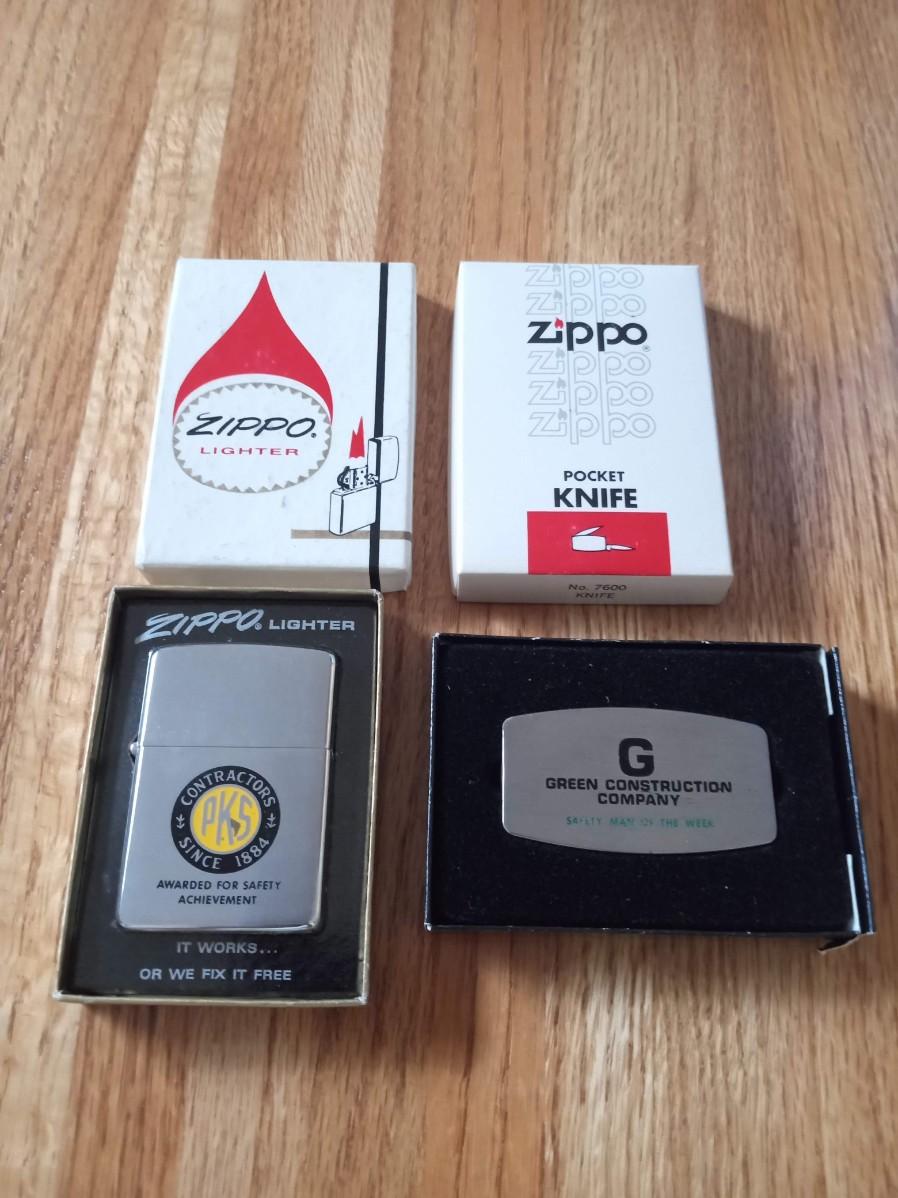 ZIPPO.
LIGHTER
zippo
zippo
zippo®
zippo
zippo
zippo
POCKET
KNIFE
No. 7600
KNIFE
ZIPPO® LIGHTER
CONTRACTORS
PKS
SINCE 1884
AWARDED FOR SAFETY
ACHIEVEMENT
IT WORKS...
OR WE FIX IT FREE
G
GREEN CONSTRUCTION
COMPANY
SAFETY MAN OF THE WEEK